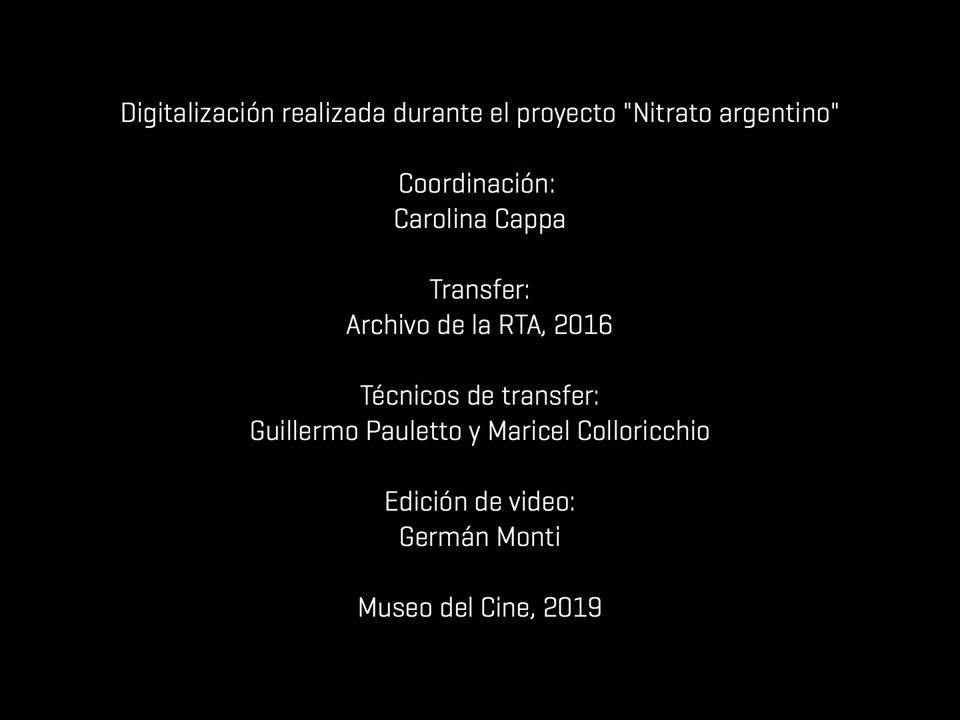 Digitalización realizada durante el proyecto "Nitrato argentino"
Coordinación:
Carolina Cappa
Transfer:
Archivo de la RTA, 2016
Técnicos de transfer:
Guillermo Pauletto y Maricel Colloricchio
Edición de video:
Germán Monti
Museo del Cine, 2019